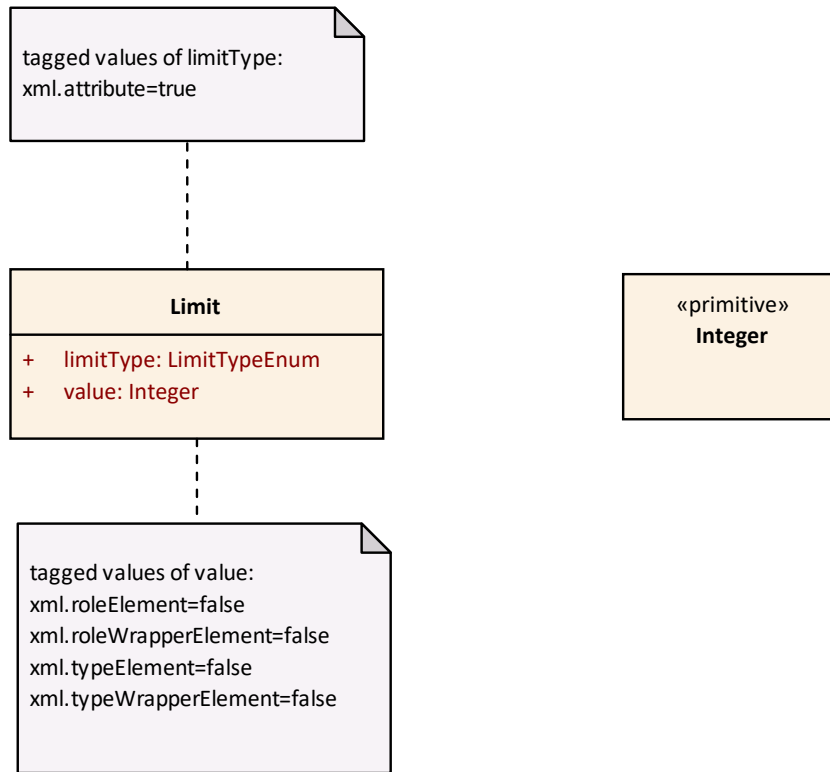 tagged values of limitType:
xml.attribute=true
Limit
+ limitType: LimitTypeEnum
+ value: Integer
«primitive»
Integer
tagged values of value:
xml.roleElement=false
xml.roleWrapperElement=false
xml.typeElement=false
xml.typeWrapperElement=false